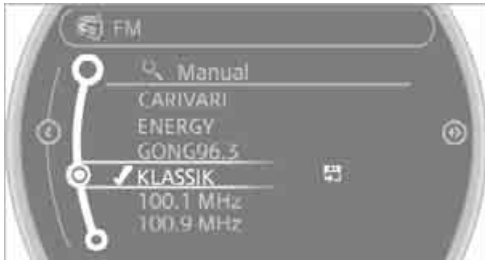 FM
Manual
CARIVARI
ENERGY
GONG96.3
KLASSIK
100.1 MHz
100.9 MHz